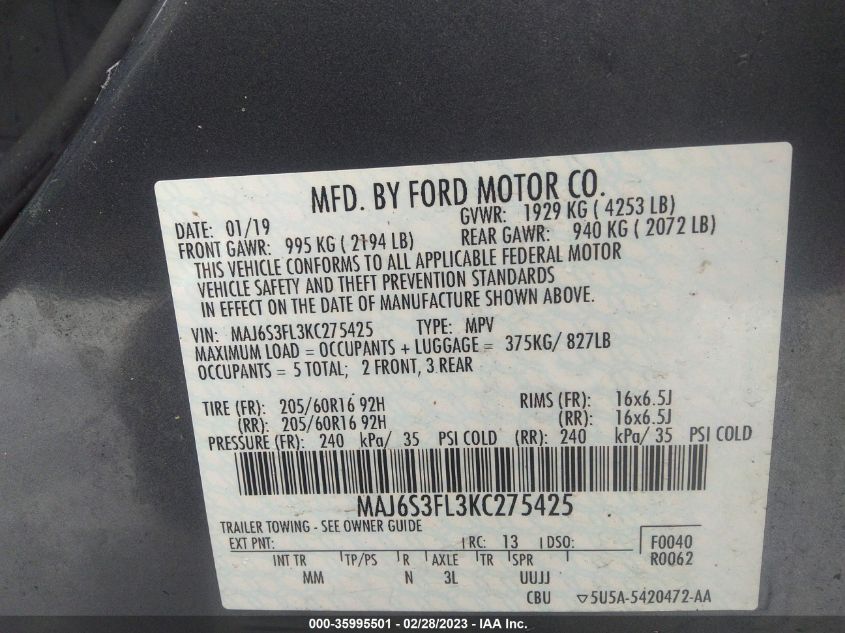 MFD. BY FORD MOTOR CO.
DATE: 01/19 GVWR: 1929 KG ( 4253 LB)
FRONT GAWR: 995 KG ( 2194 LB) REAR GAWR: 940 KG ( 2072 LB)
THIS VEHICLE CONFORMS TO ALL APPLICABLE FEDERAL MOTOR
VEHICLE SAFETY AND THEFT PREVENTION STANDARDS
IN EFFECT ON THE DATE OF MANUFACTURE SHOWN ABOVE.
VIN: MAJ6S3FL3KC275425 TYPE: MPV
MAXIMUM LOAD = OCCUPANTS + LUGGAGE = 375KG/ 827LB
OCCUPANTS = 5 TOTAL; 2 FRONT, 3 REAR
TIRE (FR): 205/60R16 92H RIMS (FR): 16x6.5J
(RR): 205/60R16 92H (RR): 16x6.5J
PRESSURE (FR): 240 kPa/ 35 PSI COLD (RR): 240 kPa/ 35 PSI COLD
MAJ6S3FL3KC275425
TRAILER TOWING - SEE OWNER GUIDE
EXT PNT: RC: 13 DSO: F0040
R0062
INT TR TP/PS R AXLE TR SPR
MM N 3L UUJJ
CBU ▽5U5A-5420472-AA
000-35995501 - 02/28/2023 - IAA Inc.